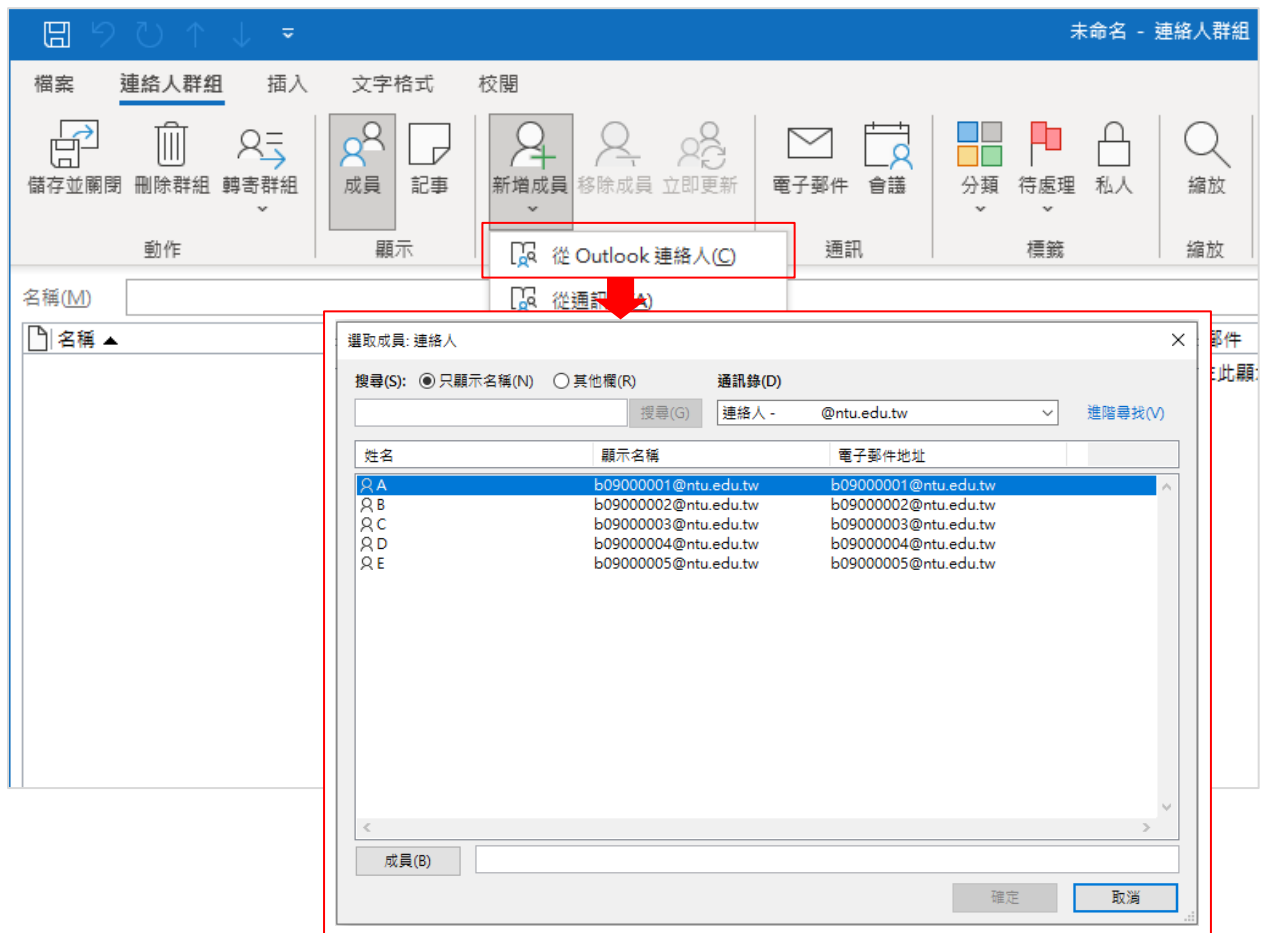 未命名 - 連絡人群組
檔案 連絡人群組 插入 文字格式 校閱
儲存並關閉 刪除群組 轉寄群組 成員 記事 新增成員 移除成員 立即更新 電子郵件 會議 分類 待處理 私人 縮放
動作 顯示 通訊 標籤 縮放
從 Outlook 連絡人(C)
名稱(M)
從通訊
名稱
郵件
選取成員: 連絡人
此顯
搜尋(S): 只顯示名稱(N) 其他欄(R) 通訊錄(D)
搜尋(G) 連絡人 - @ntu.edu.tw 進階尋找(V)
姓名 顯示名稱 電子郵件地址
A b09000001@ntu.edu.tw b09000001@ntu.edu.tw
B b09000002@ntu.edu.tw b09000002@ntu.edu.tw
C b09000003@ntu.edu.tw b09000003@ntu.edu.tw
D b09000004@ntu.edu.tw b09000004@ntu.edu.tw
E b09000005@ntu.edu.tw b09000005@ntu.edu.tw
成員(B)
確定 取消